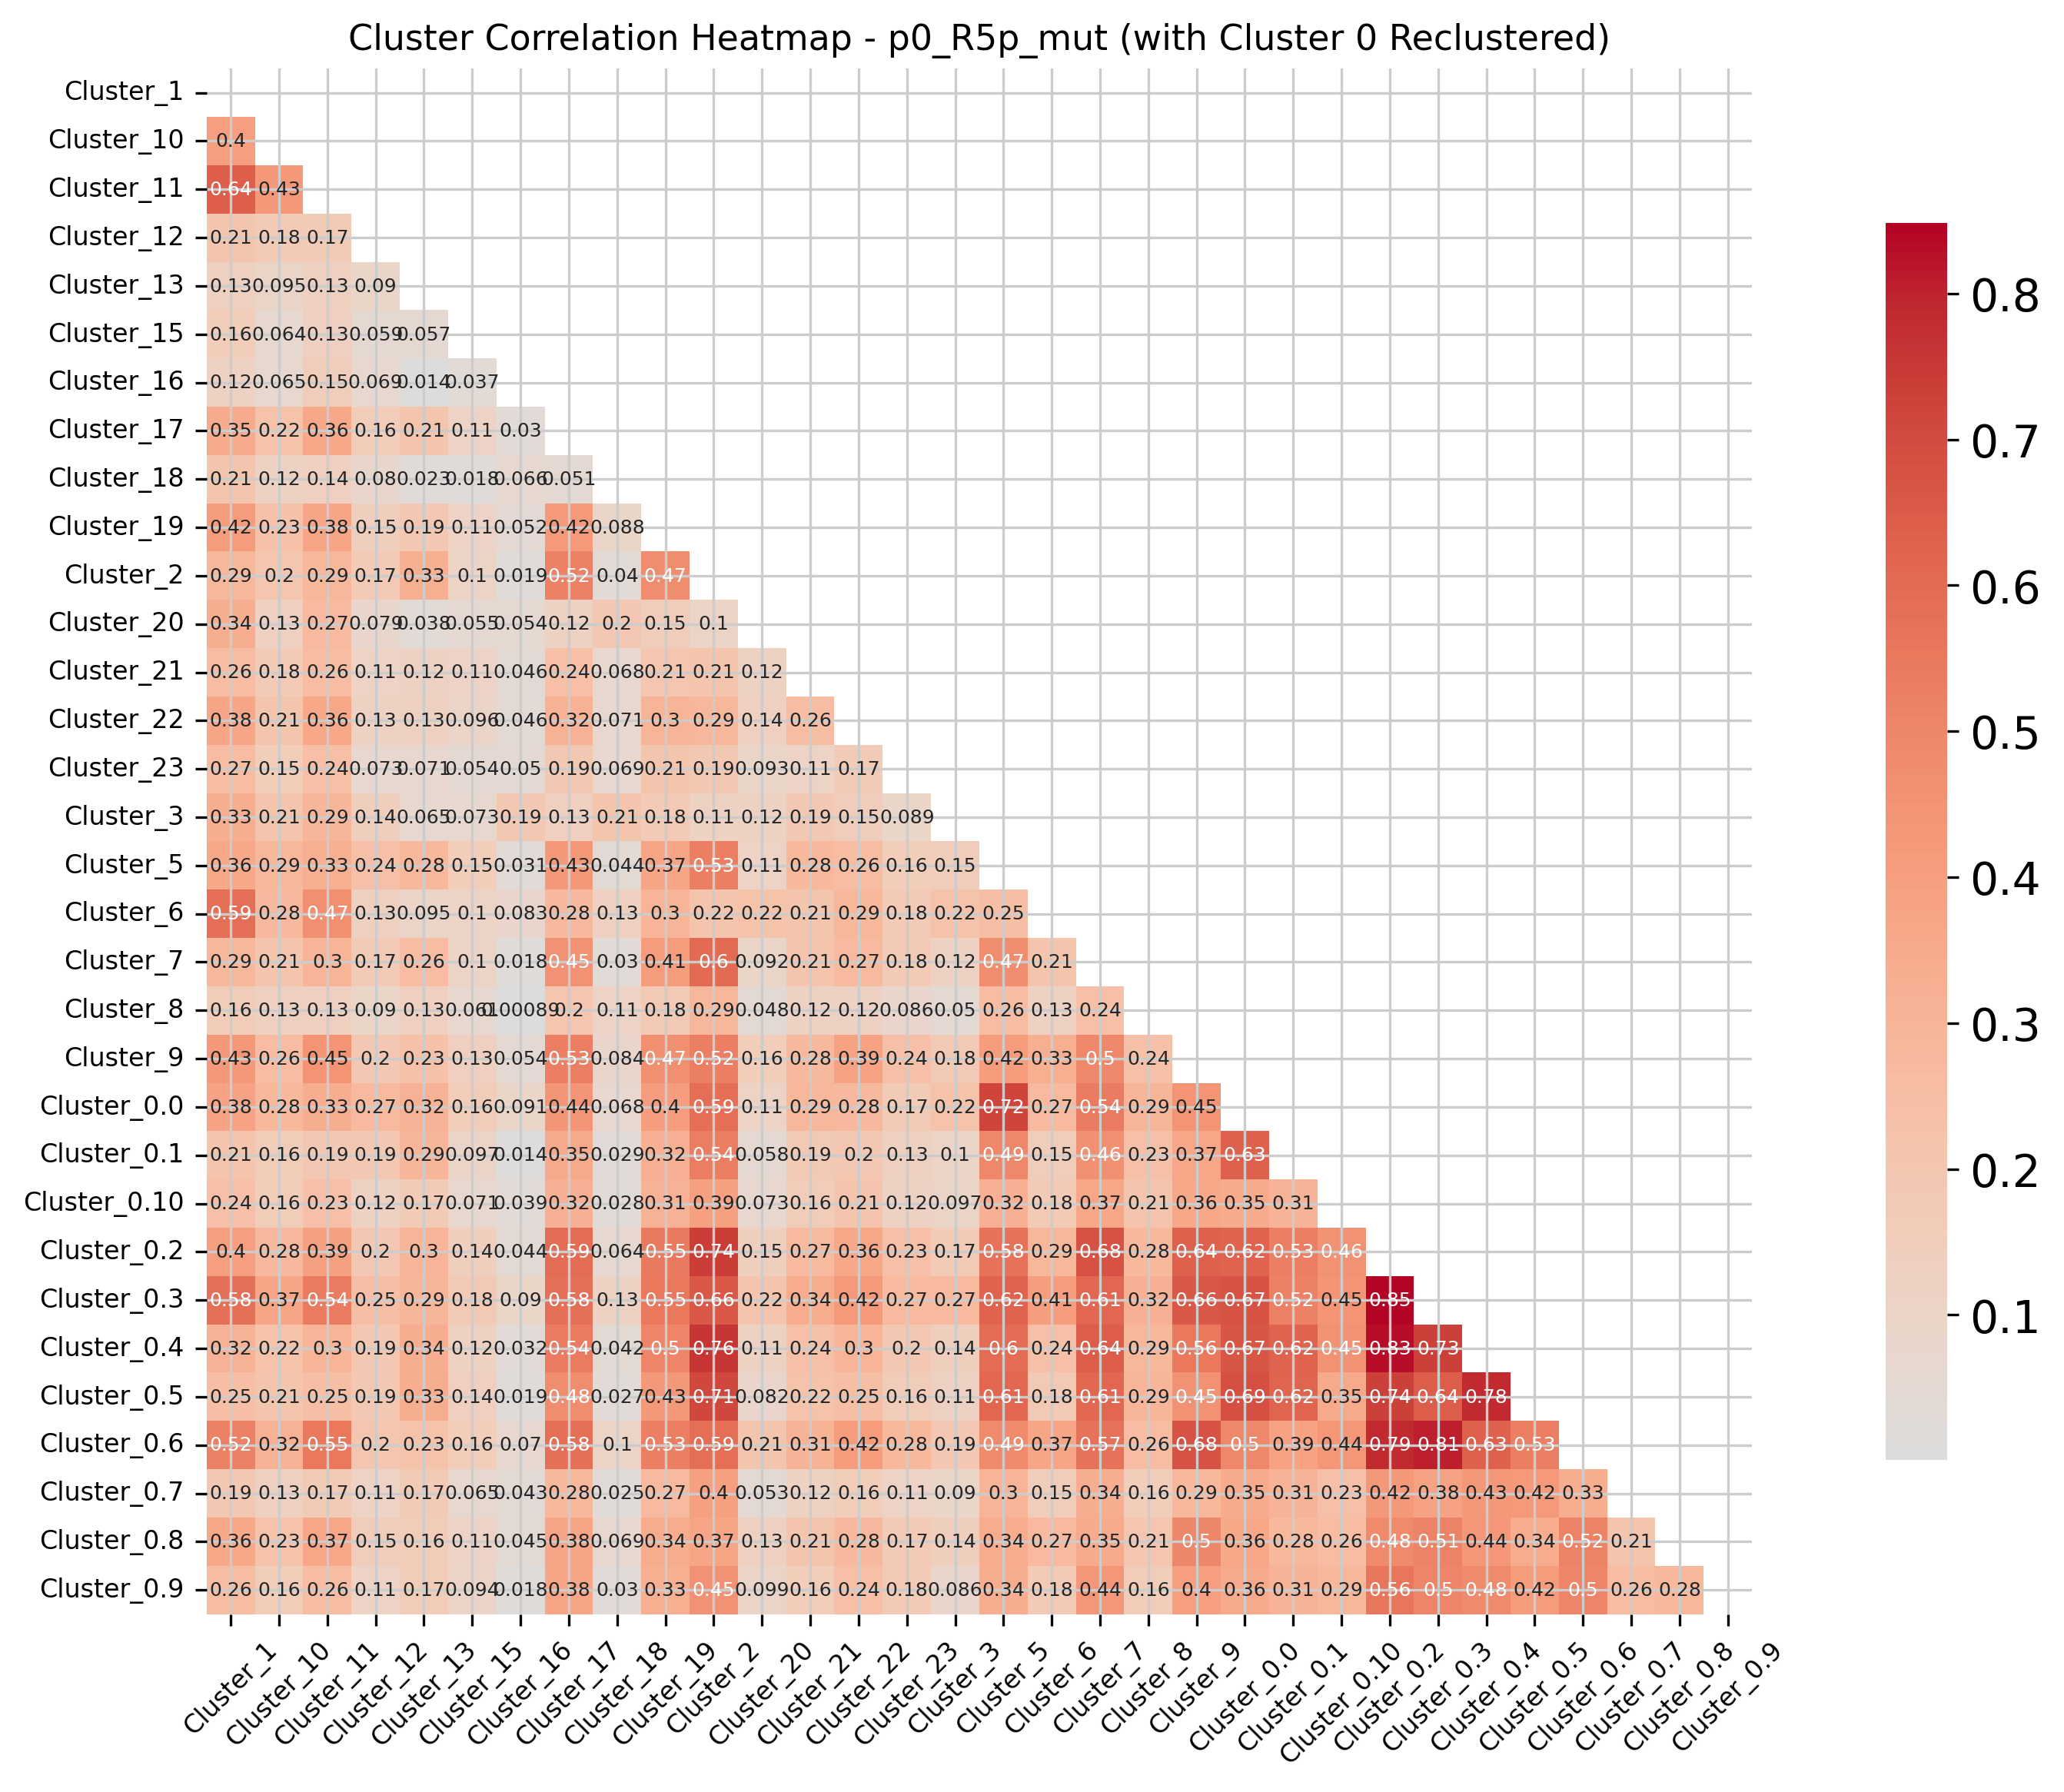 Cluster Correlation Heatmap - p0_R5p_mut (with Cluster 0 Reclustered)
Cluster_1
Cluster_10 0.4
Cluster_11 0.64 0.43
Cluster_12 0.21 0.18 0.17
Cluster_13 0.13 0.095 0.13 0.09
Cluster_15 0.16 0.064 0.13 0.059 0.057
Cluster_16 0.12 0.065 0.15 0.069 0.014 0.037
Cluster_17 0.35 0.22 0.36 0.16 0.21 0.11 0.03
Cluster_18 0.21 0.12 0.14 0.08 0.023 0.018 0.066 0.051
Cluster_19 0.42 0.23 0.38 0.15 0.19 0.11 0.052 0.42 0.088
Cluster_2 0.29 0.2 0.29 0.17 0.33 0.1 0.019 0.52 0.04 0.47
Cluster_20 0.34 0.13 0.27 0.079 0.038 0.055 0.054 0.12 0.2 0.15 0.1
Cluster_21 0.26 0.18 0.26 0.11 0.12 0.11 0.046 0.24 0.068 0.21 0.21 0.12
Cluster_22 0.38 0.21 0.36 0.13 0.13 0.096 0.046 0.32 0.071 0.3 0.29 0.14 0.26
Cluster_23 0.27 0.15 0.24 0.073 0.071 0.054 0.05 0.19 0.069 0.21 0.19 0.093 0.11 0.17
Cluster_3 0.33 0.21 0.29 0.14 0.065 0.073 0.19 0.13 0.21 0.18 0.11 0.12 0.19 0.15 0.089
Cluster_5 0.36 0.29 0.33 0.24 0.28 0.15 0.031 0.43 0.044 0.37 0.53 0.11 0.28 0.26 0.16 0.15
Cluster_6 0.59 0.28 0.47 0.13 0.095 0.1 0.083 0.28 0.13 0.3 0.22 0.22 0.21 0.29 0.18 0.22 0.25
Cluster_7 0.29 0.21 0.3 0.17 0.26 0.1 0.018 0.45 0.03 0.41 0.6 0.092 0.21 0.27 0.18 0.12 0.47 0.21
Cluster_8 0.16 0.13 0.13 0.09 0.13 0.061 0.00089 0.2 0.11 0.18 0.29 0.048 0.12 0.12 0.086 0.05 0.26 0.13 0.24
Cluster_9 0.43 0.26 0.45 0.2 0.23 0.13 0.054 0.53 0.084 0.47 0.52 0.16 0.28 0.39 0.24 0.18 0.42 0.33 0.5 0.24
Cluster_0.0 0.38 0.28 0.33 0.27 0.32 0.16 0.091 0.44 0.068 0.4 0.59 0.11 0.29 0.28 0.17 0.22 0.72 0.27 0.54 0.29 0.45
Cluster_0.1 0.21 0.16 0.19 0.19 0.29 0.097 0.014 0.35 0.029 0.32 0.54 0.058 0.19 0.2 0.13 0.1 0.49 0.15 0.46 0.23 0.37 0.63
Cluster_0.10 0.24 0.16 0.23 0.12 0.17 0.071 0.039 0.32 0.028 0.31 0.39 0.073 0.16 0.21 0.12 0.097 0.32 0.18 0.37 0.21 0.36 0.35 0.31
Cluster_0.2 0.4 0.28 0.39 0.2 0.3 0.14 0.044 0.59 0.064 0.55 0.74 0.15 0.27 0.36 0.23 0.17 0.58 0.29 0.68 0.28 0.64 0.62 0.53 0.46
Cluster_0.3 0.58 0.37 0.54 0.25 0.29 0.18 0.09 0.58 0.13 0.55 0.66 0.22 0.34 0.42 0.27 0.27 0.62 0.41 0.61 0.32 0.66 0.67 0.52 0.45 0.85
Cluster_0.4 0.32 0.22 0.3 0.19 0.34 0.12 0.032 0.54 0.042 0.5 0.76 0.11 0.24 0.3 0.2 0.14 0.6 0.24 0.64 0.29 0.56 0.67 0.62 0.45 0.83 0.73
Cluster_0.5 0.25 0.21 0.25 0.19 0.33 0.14 0.019 0.48 0.027 0.43 0.71 0.082 0.22 0.25 0.16 0.11 0.61 0.18 0.61 0.29 0.45 0.69 0.62 0.35 0.74 0.64 0.78
Cluster_0.6 0.52 0.32 0.55 0.2 0.23 0.16 0.07 0.58 0.1 0.53 0.59 0.21 0.31 0.42 0.28 0.19 0.49 0.37 0.57 0.26 0.68 0.5 0.39 0.44 0.79 0.81 0.63 0.53
Cluster_0.7 0.19 0.13 0.17 0.11 0.17 0.065 0.043 0.28 0.025 0.27 0.4 0.053 0.12 0.16 0.11 0.09 0.3 0.15 0.34 0.16 0.29 0.35 0.31 0.23 0.42 0.38 0.43 0.42 0.33
Cluster_0.8 0.36 0.23 0.37 0.15 0.16 0.11 0.045 0.38 0.069 0.34 0.37 0.13 0.21 0.28 0.17 0.14 0.34 0.27 0.35 0.21 0.5 0.36 0.28 0.26 0.48 0.51 0.44 0.34 0.52 0.21
Cluster_0.9 0.26 0.16 0.26 0.11 0.17 0.094 0.018 0.38 0.03 0.33 0.45 0.099 0.16 0.24 0.18 0.086 0.34 0.18 0.44 0.16 0.4 0.36 0.31 0.29 0.56 0.5 0.48 0.42 0.5 0.26 0.28
Cluster_1
Cluster_10
Cluster_11
Cluster_12
Cluster_13
Cluster_15
Cluster_16
Cluster_17
Cluster_18
Cluster_19
Cluster_2
Cluster_20
Cluster_21
Cluster_22
Cluster_23
Cluster_3
Cluster_5
Cluster_6
Cluster_7
Cluster_8
Cluster_9
Cluster_0.0
Cluster_0.1
Cluster_0.10
Cluster_0.2
Cluster_0.3
Cluster_0.4
Cluster_0.5
Cluster_0.6
Cluster_0.7
Cluster_0.8
Cluster_0.9
0.8
0.7
0.6
0.5
0.4
0.3
0.2
0.1